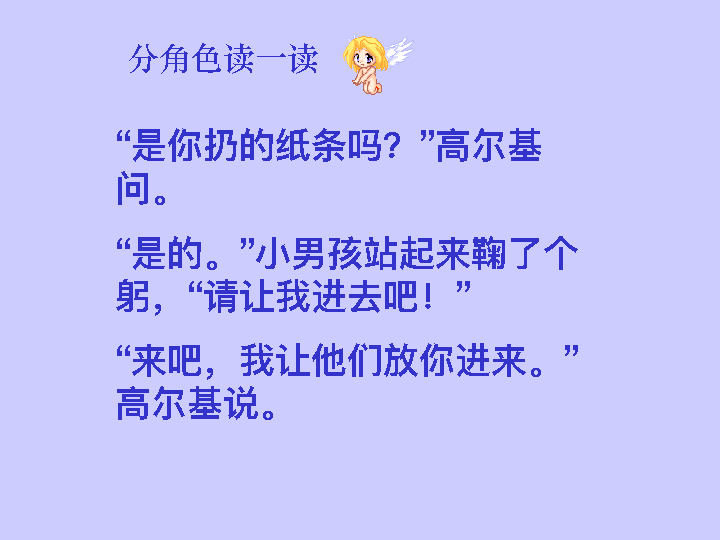 分角色读一读
“是你扔的纸条吗？”高尔基
问。
“是的。”小男孩站起来鞠了个
躬，“请让我进去吧！”
“来吧，我让他们放你进来。”
高尔基说。